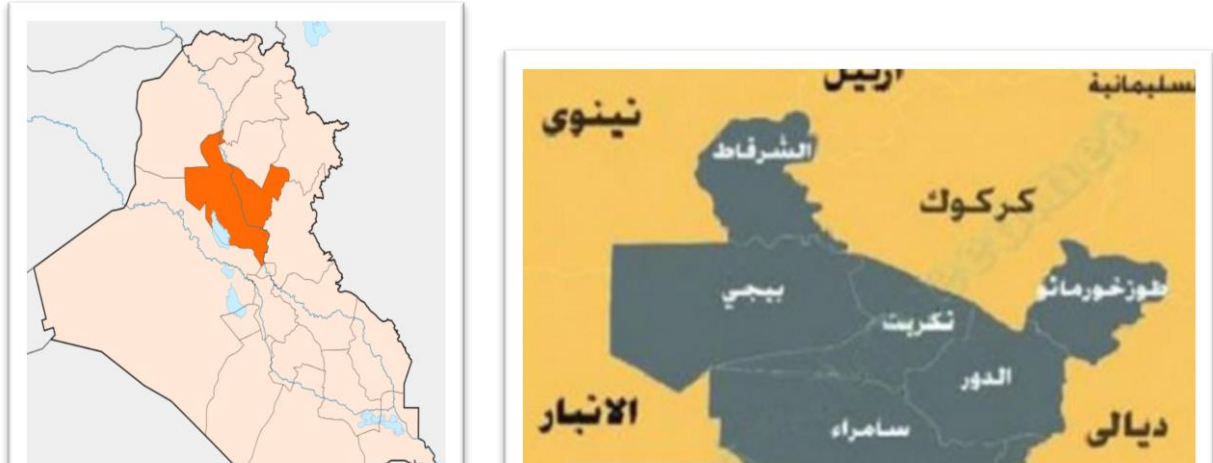 اربيل
السليمانية
نينوى
الشرقاط
كركوك
طوزخورماتو
بيجي
تكريت
الدور
الانبار
سامراء
ديالى